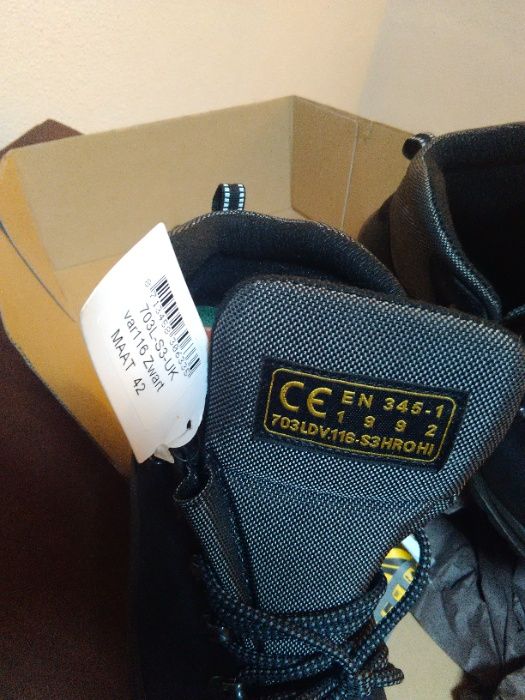 703L-S3-UK
var116 Zwart
MAAT 42
CE EN 345-1
1992
703LDV.116-S3HROHI